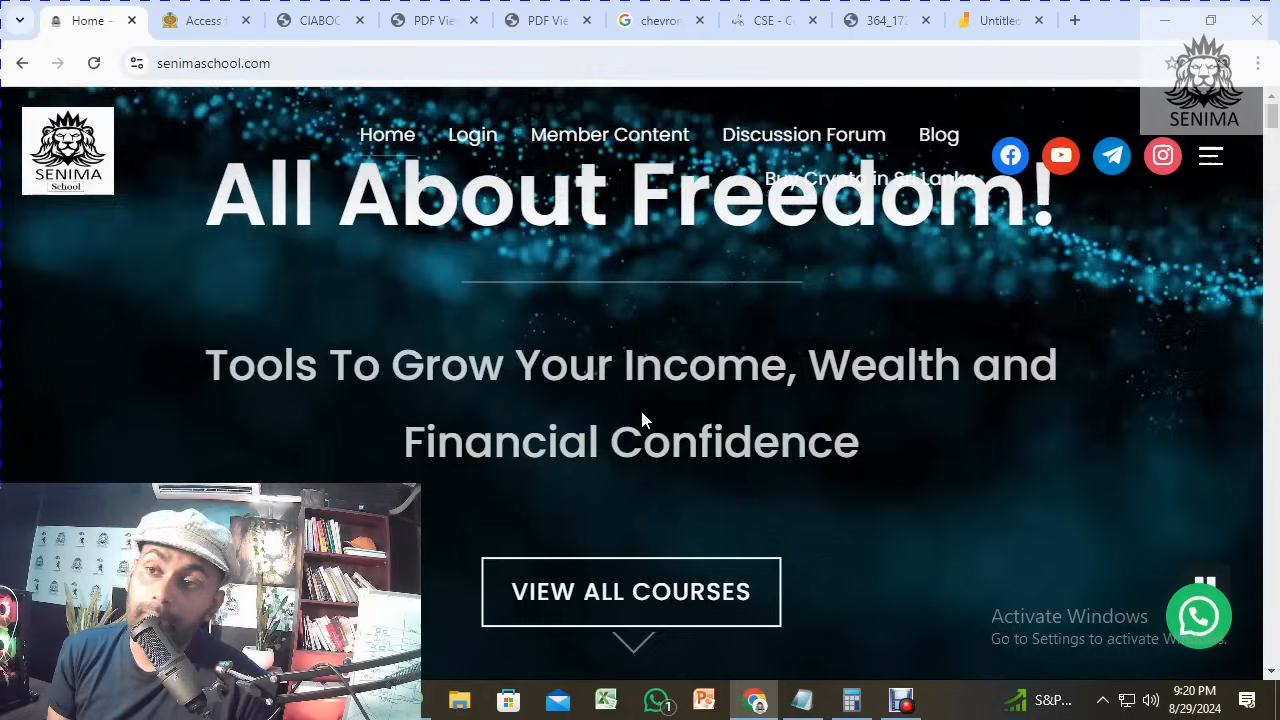 Home -
Access
CIABOC
PDF Vie
PDF Vie
chevron
CSE - C
364_17
Untitled
senimaschool.com
SENIMA
SENIMA
School
Home Login Member Content Discussion Forum Blog
Buy Crypto in Sri Lanka
All About Freedom!
Tools To Grow Your Income, Wealth and
Financial Confidence
VIEW ALL COURSES
Activate Windows
Go to Settings to activate Windows.
1
S&P...
9:20 PM
8/29/2024